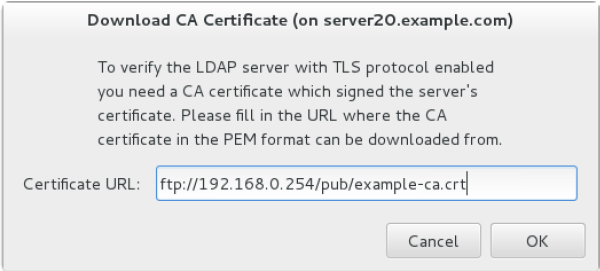 Download CA Certificate (on server20.example.com)
To verify the LDAP server with TLS protocol enabled
you need a CA certificate which signed the server's
certificate. Please fill in the URL where the CA
certificate in the PEM format can be downloaded from.
Certificate URL: ftp://192.168.0.254/pub/example-ca.crt
Cancel OK